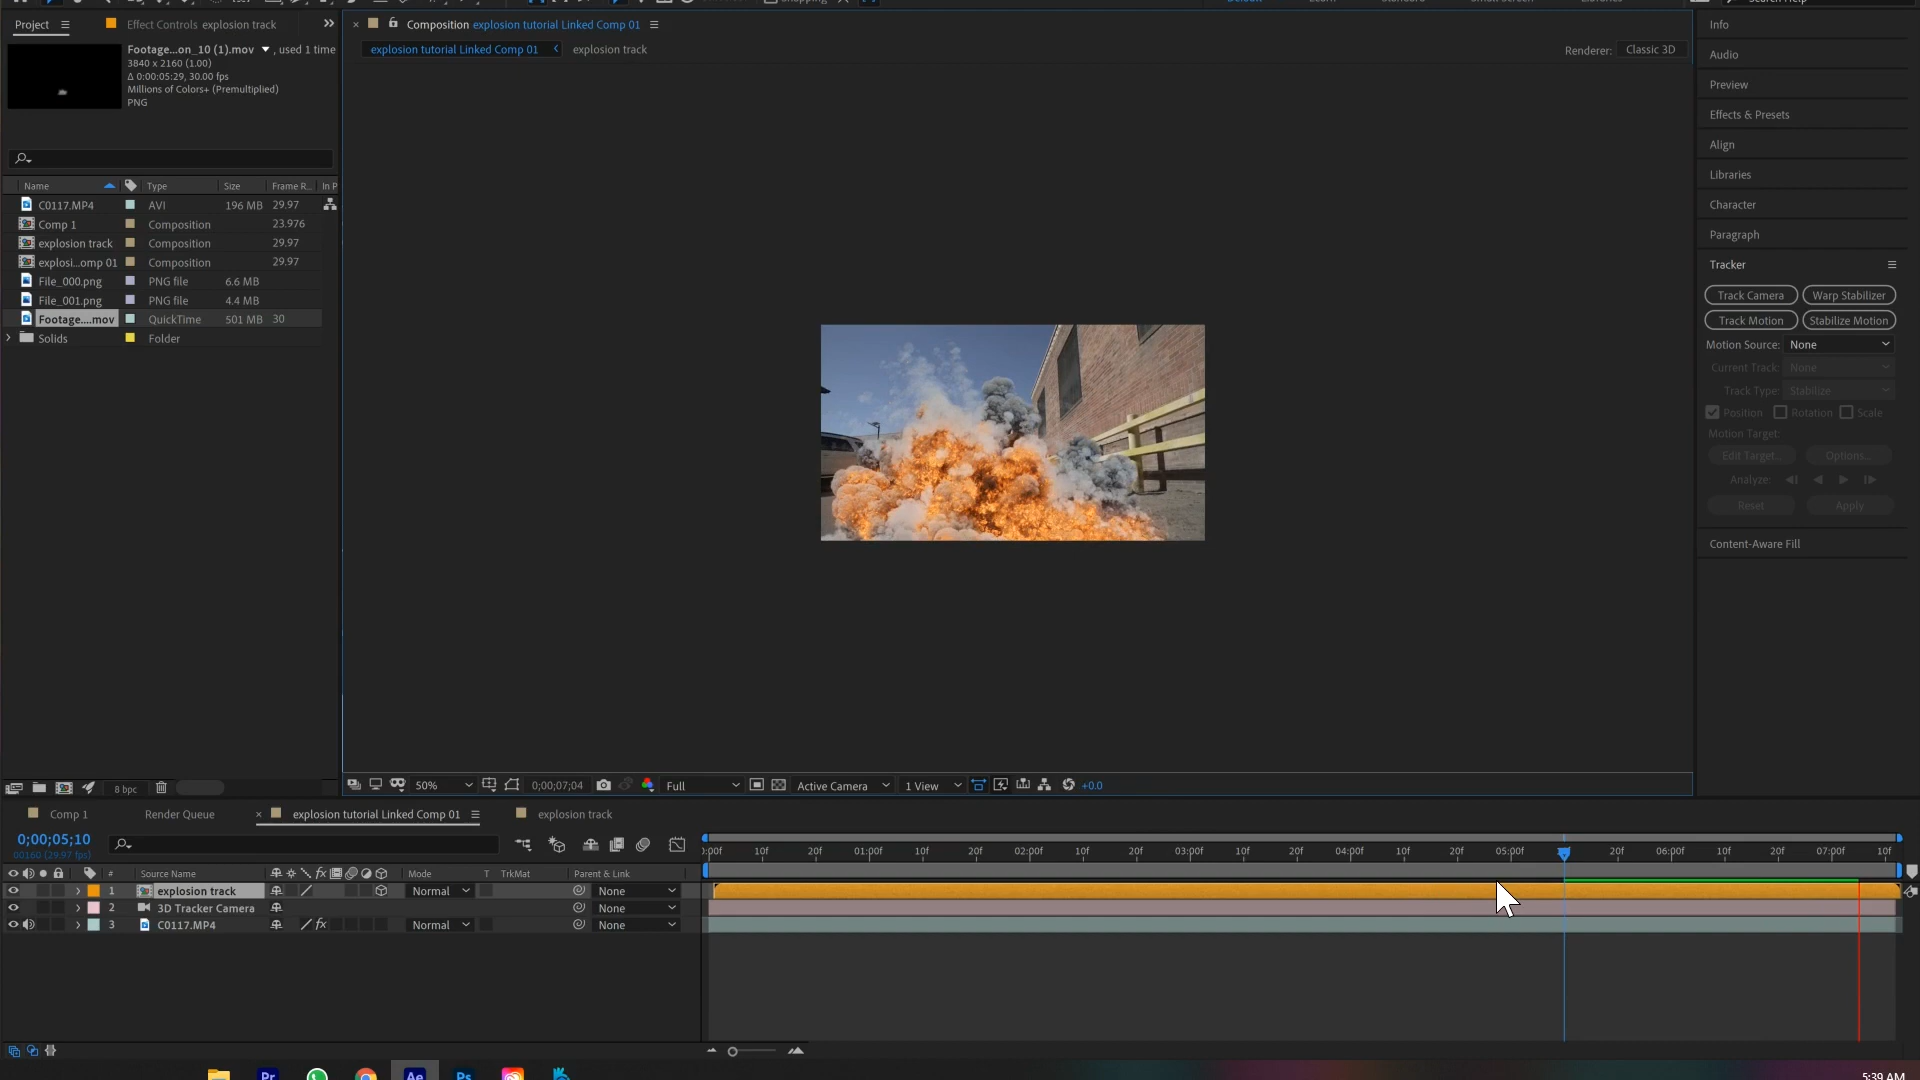 Project
Effect Controls explosion track
Composition explosion tutorial Linked Comp 01
Info
Footage...on_10 (1).mov , used 1 time
explosion tutorial Linked Comp 01
explosion track
Renderer: Classic 3D
3840 x 2160 (1.00)
Δ 0:00:05:29, 30.00 fps
Millions of Colors+ (Premultiplied)
PNG
Audio
Preview
Effects & Presets
Align
Libraries
Character
Paragraph
Tracker
Track Camera Warp Stabilizer
Track Motion Stabilize Motion
Motion Source: None
Current Track: None
Track Type: Stabilize
Position Rotation Scale
Motion Target:
Edit Target... Options...
Analyze:
Reset Apply
Content-Aware Fill
Name Type Size Frame R... In P
C0117.MP4 AVI 196 MB 29.97
Comp 1 Composition 23.976
explosion track Composition 29.97
explosi...omp 01 Composition 29.97
File_000.png PNG file 6.6 MB
File_001.png PNG file 4.4 MB
Footage....mov QuickTime 501 MB 30
Solids Folder
8 bpc
50% 0;00;07;04 Full Active Camera 1 View +0.0
Comp 1 Render Queue explosion tutorial Linked Comp 01 explosion track
0;00;05;10
00160 (29.97 fps)
:00f 10f 20f 01:00f 10f 20f 02:00f 10f 20f 03:00f 10f 20f 04:00f 10f 20f 05:00f 20f 06:00f 10f 20f 07:00f 10f
# Source Name fx Mode T TrkMat Parent & Link
1 explosion track Normal None
2 3D Tracker Camera None
3 C0117.MP4 fx Normal None
Pr Ae Ps
5:39 AM